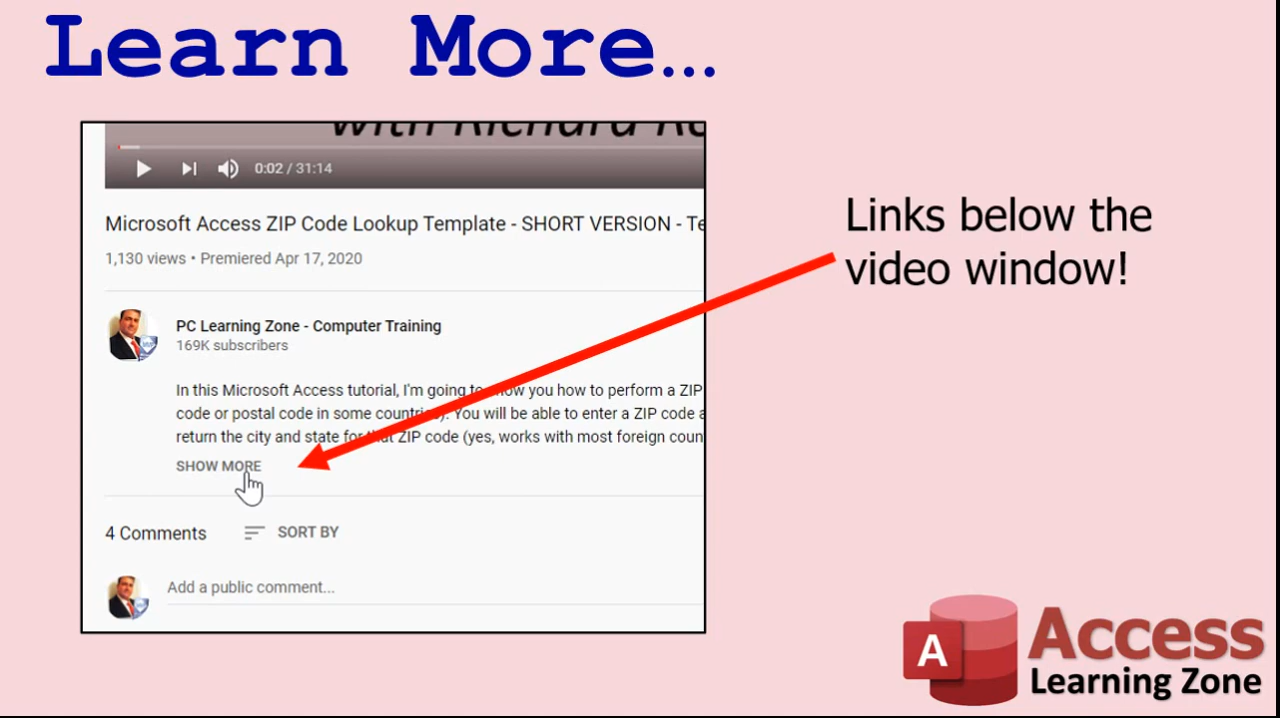 Learn More...
with Richard
0:02 / 31:14
Microsoft Access ZIP Code Lookup Template - SHORT VERSION -
1,130 views • Premiered Apr 17, 2020
PC Learning Zone - Computer Training
169K subscribers
In this Microsoft Access tutorial, I'm going to show you how to perform a ZIP
code or postal code in some countries). You will be able to enter a ZIP code
return the city and state for that ZIP code (yes, works with most foreign
SHOW MORE
4 Comments
SORT BY
Add a public comment...
Links below the
video window!
A
Access
Learning Zone